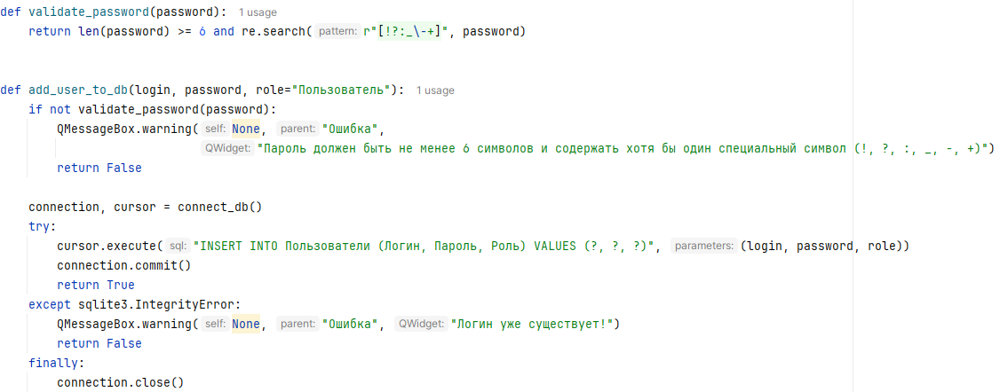 def validate_password(password): 1 usage
return len(password) >= 6 and re.search( pattern: r"[!?:_\-+]", password)
def add_user_to_db(login, password, role="Пользователь"): 1 usage
if not validate_password(password):
QMessageBox.warning( self: None, parent: "Ошибка",
QWidget: "Пароль должен быть не менее 6 символов и содержать хотя бы один специальный символ (!, ?, :, _, -, +)")
return False
connection, cursor = connect_db()
try:
cursor.execute( sql: "INSERT INTO Пользователи (Логин, Пароль, Роль) VALUES (?, ?, ?)", parameters: (login, password, role))
connection.commit()
return True
except sqlite3.IntegrityError:
QMessageBox.warning( self: None, parent: "Ошибка", QWidget: "Логин уже существует!")
return False
finally:
connection.close()